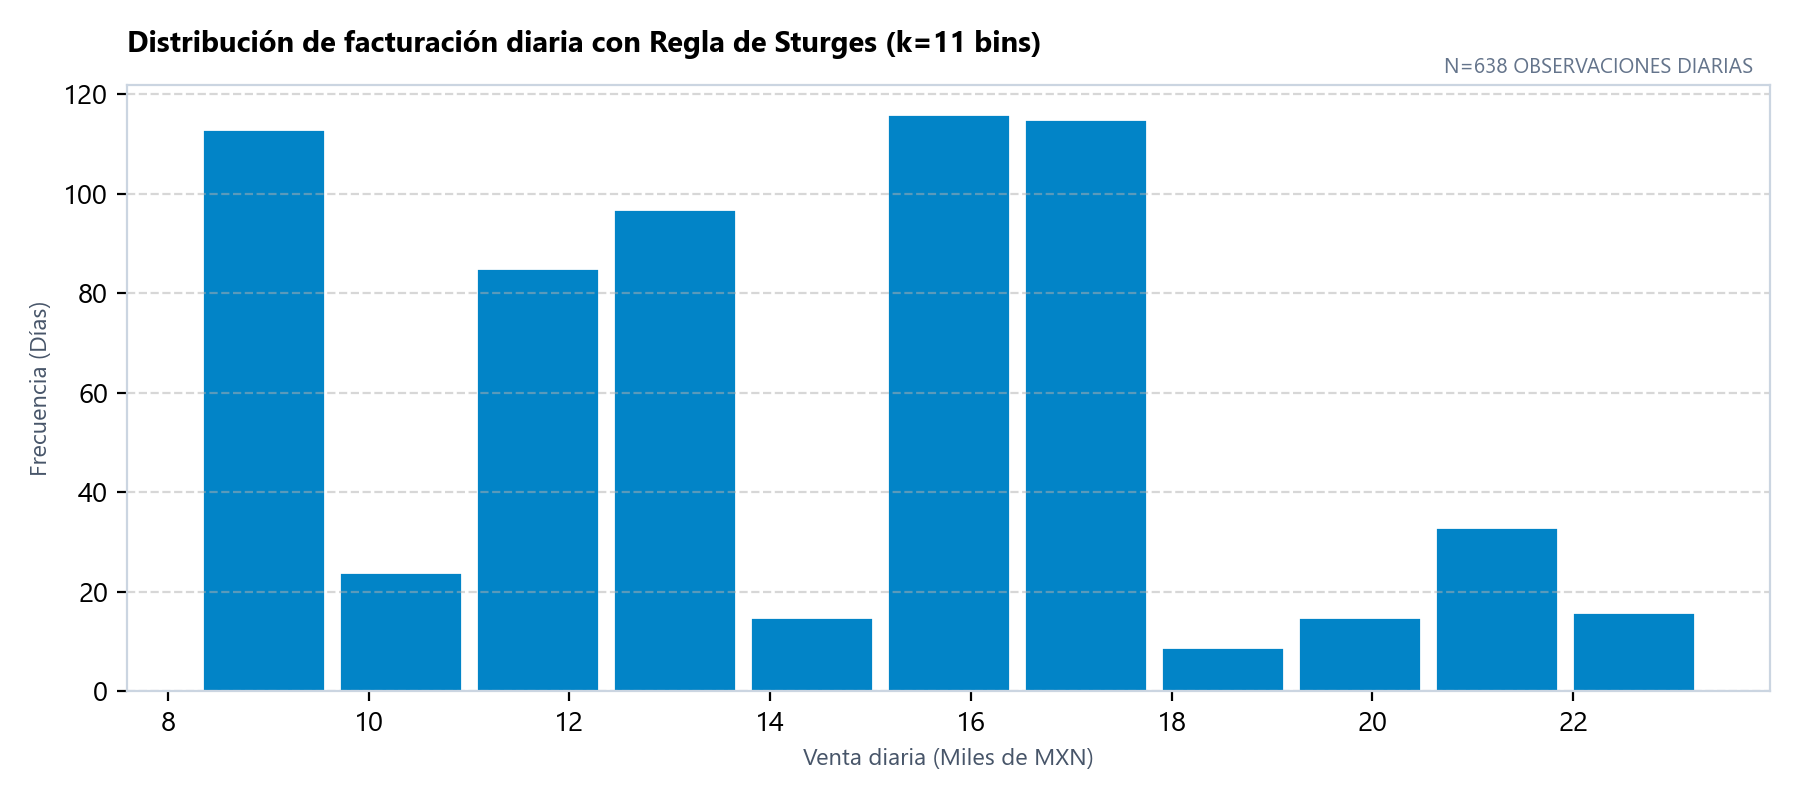 Distribución de facturación diaria con Regla de Sturges (k=11 bins)
N=638 OBSERVACIONES DIARIAS
120
100
80
60
40
20
0
Frecuencia (Días)
8 10 12 14 16 18 20 22
Venta diaria (Miles de MXN)